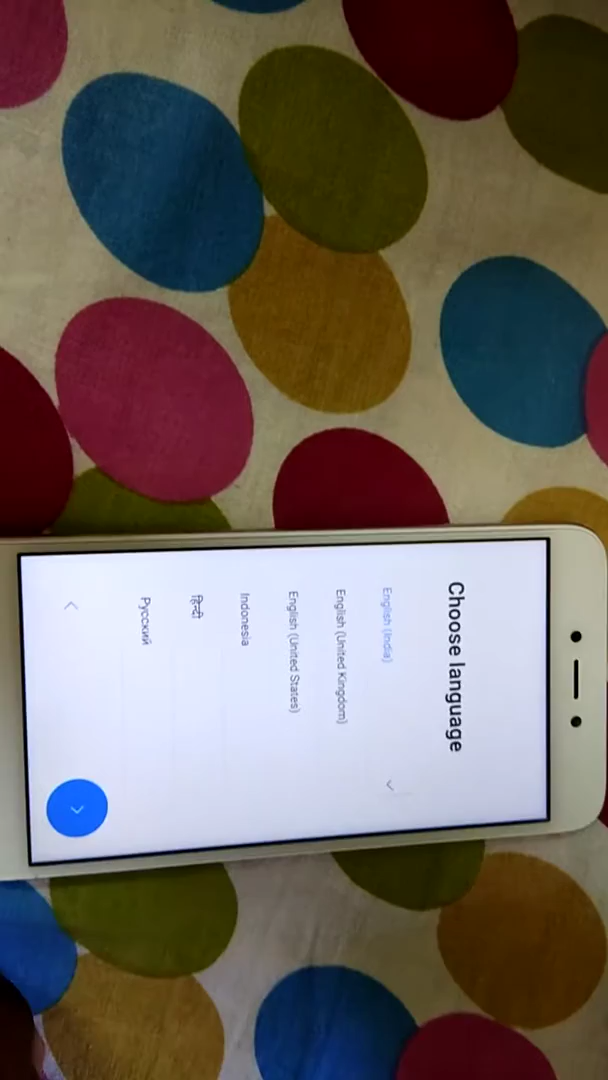 Choose language
English (India)
English (United Kingdom)
English (United States)
Indonesia
हिन्दी
Русский